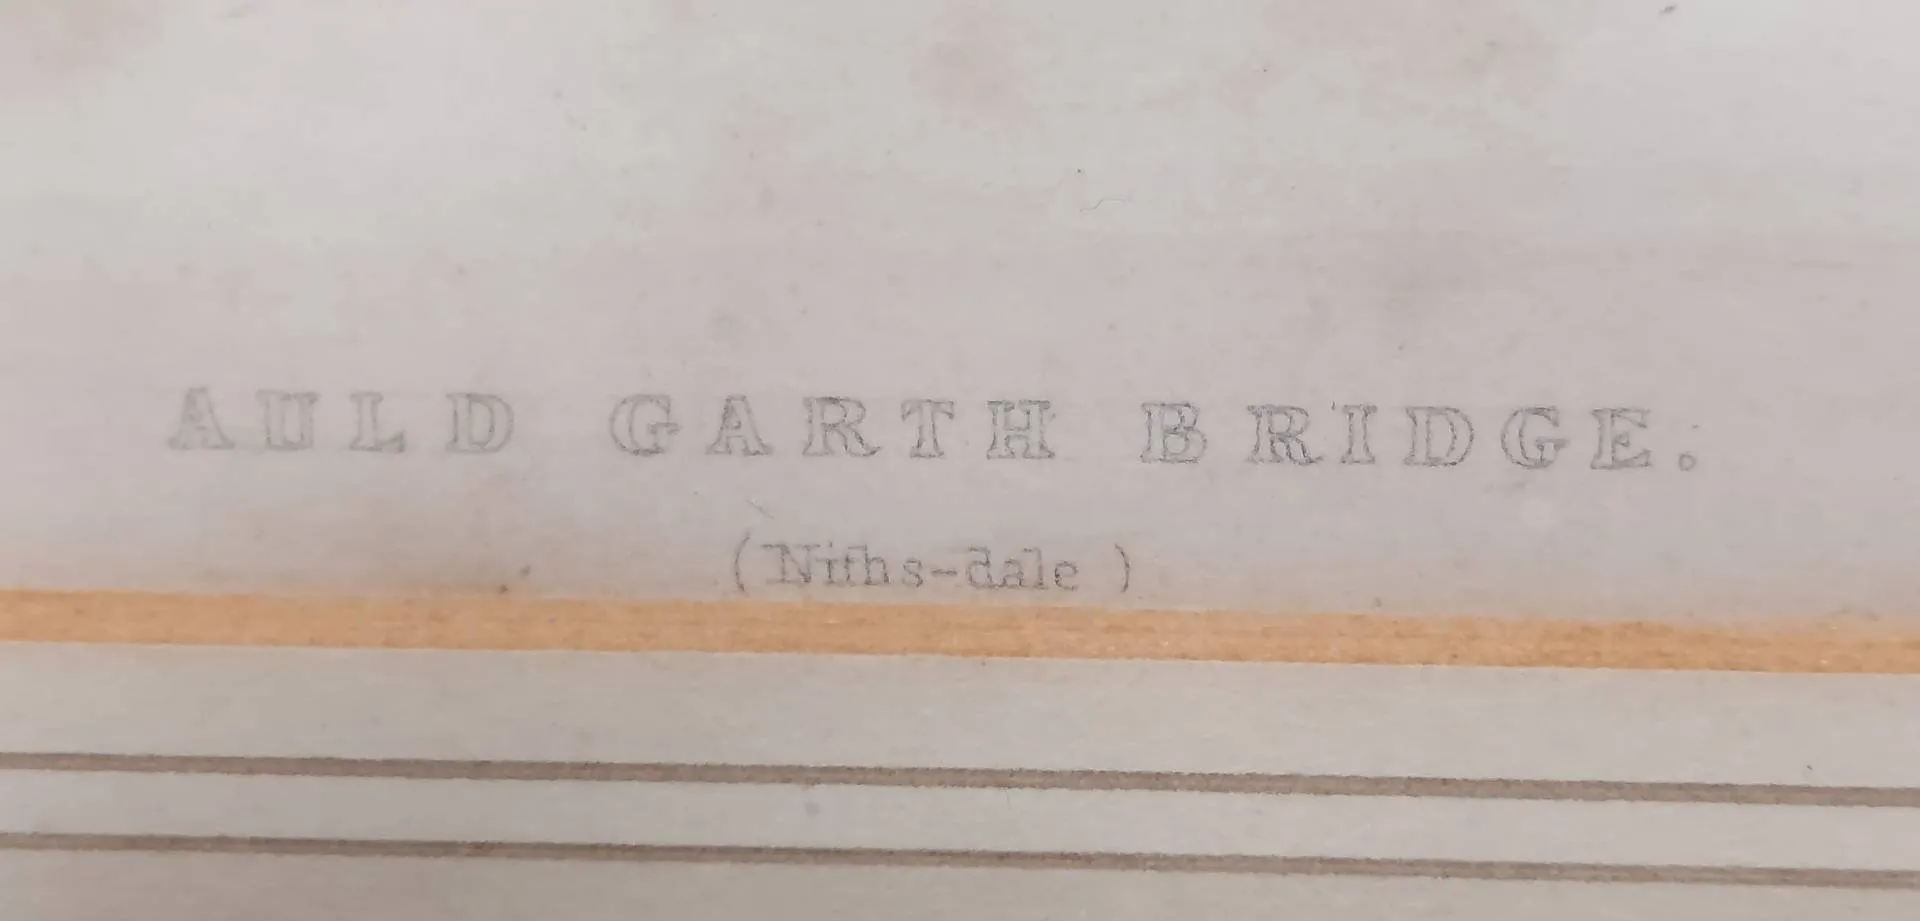 AULD GARTH BRIDGE.
(Niths-dale)